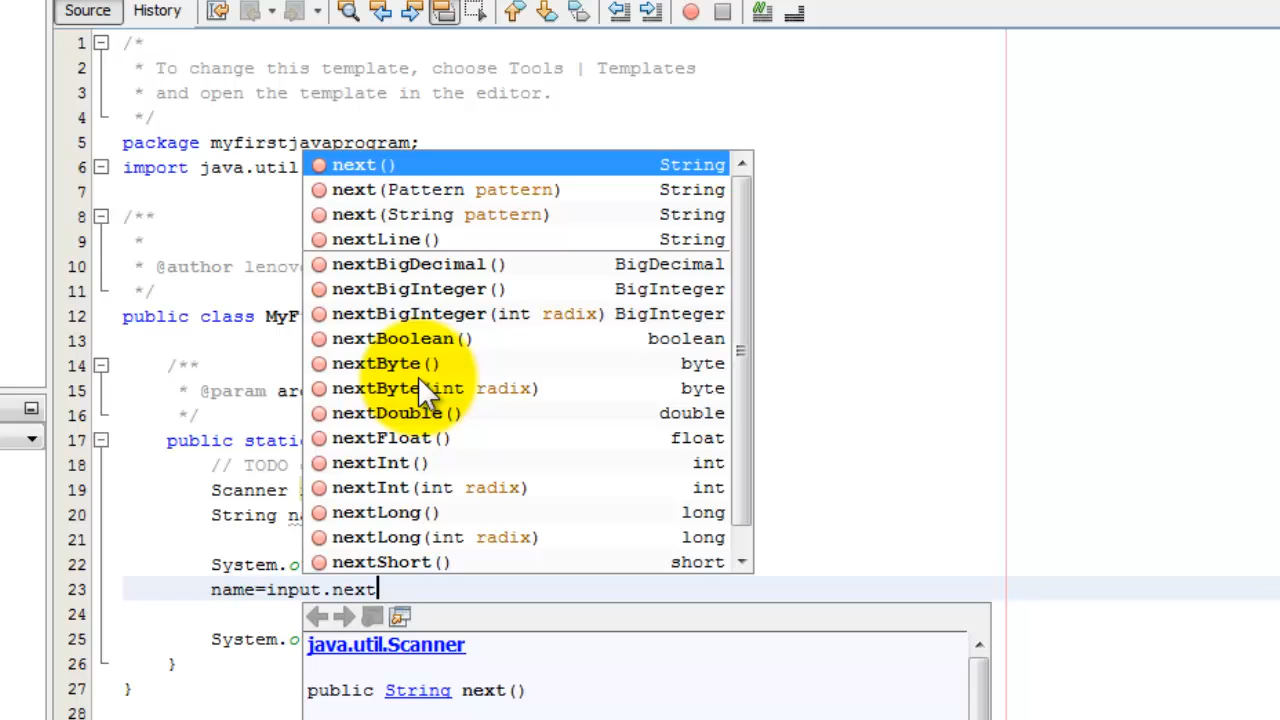 Source History
1 /*
2 * To change this template, choose Tools | Templates
3 * and open the template in the editor.
4 */
5 package myfirstjavaprogram;
6 import java.util
7
8 /**
9 *
10 * @author lenovo
11 */
12 public class MyF
13
14 /**
15 * @param ar
16 */
17 public stati
18 // TODO
19 Scanner
20 String na
21
22 System.o
23 name=input.next
24
25 System.o
26 }
27 }
28
next() String
next(Pattern pattern) String
next(String pattern) String
nextLine() String
nextBigDecimal() BigDecimal
nextBigInteger() BigInteger
nextBigInteger(int radix) BigInteger
nextBoolean() boolean
nextByte() byte
nextByte(int radix) byte
nextDouble() double
nextFloat() float
nextInt() int
nextInt(int radix) int
nextLong() long
nextLong(int radix) long
nextShort() short
java.util.Scanner
public String next()